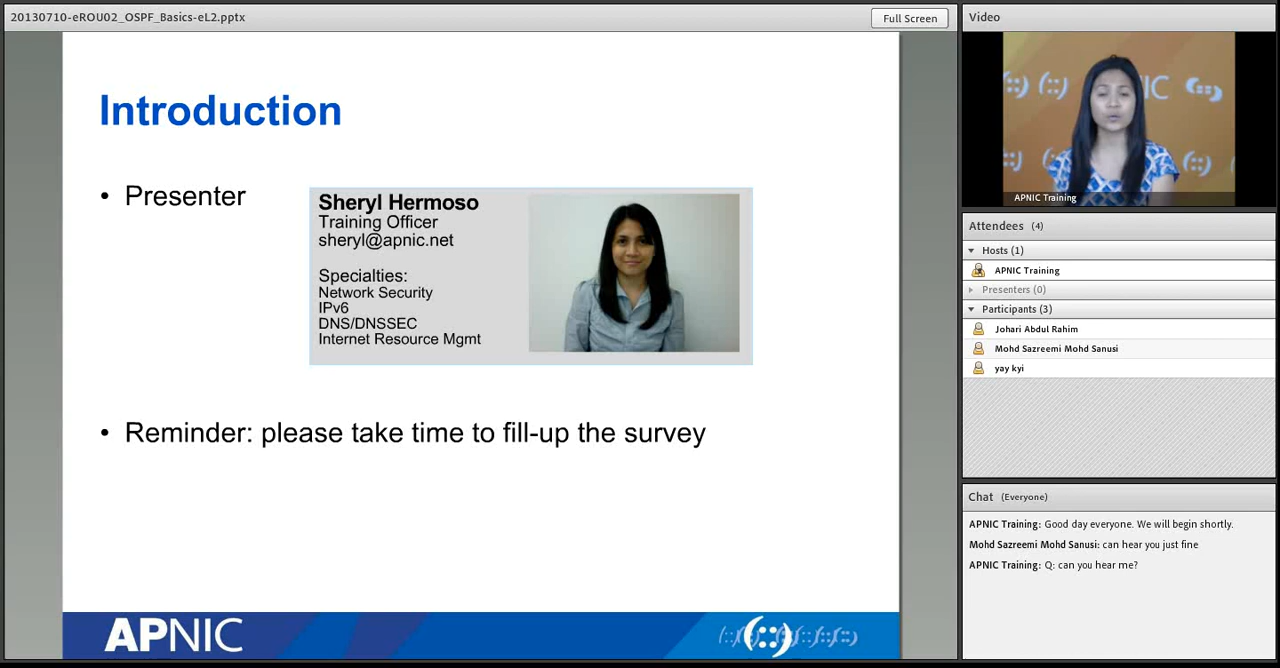 20130710-eROU02_OSPF_Basics-eL2.pptx
Full Screen
Introduction
• Presenter
Sheryl Hermoso
Training Officer
sheryl@apnic.net
Specialties:
Network Security
IPv6
DNS/DNSSEC
Internet Resource Mgmt
• Reminder: please take time to fill-up the survey
APNIC
(::)
Video
IC
APNIC Training
Attendees (4)
Hosts (1)
APNIC Training
Presenters (0)
Participants (3)
Johari Abdul Rahim
Mohd Sazreemi Mohd Sanusi
yay kyi
Chat (Everyone)
APNIC Training: Good day everyone. We will begin shortly.
Mohd Sazreemi Mohd Sanusi: can hear you just fine
APNIC Training: Q: can you hear me?